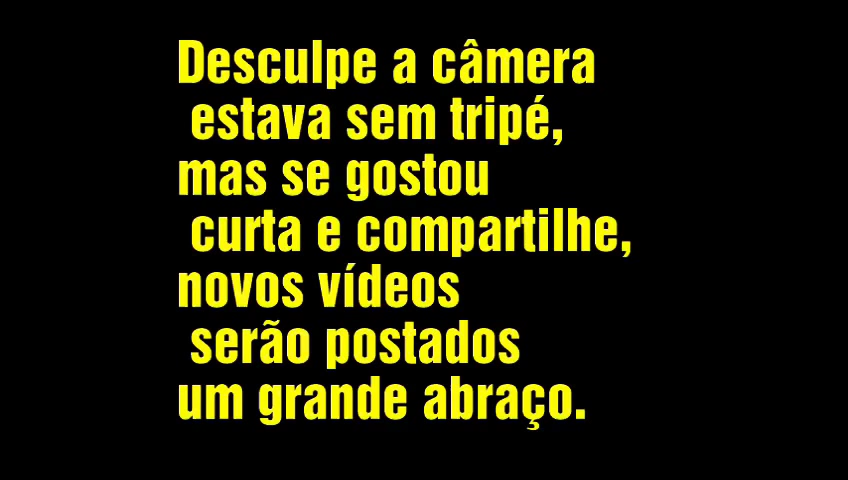 Desculpe a câmera
estava sem tripé,
mas se gostou
curta e compartilhe,
novos vídeos
serão postados
um grande abraço.